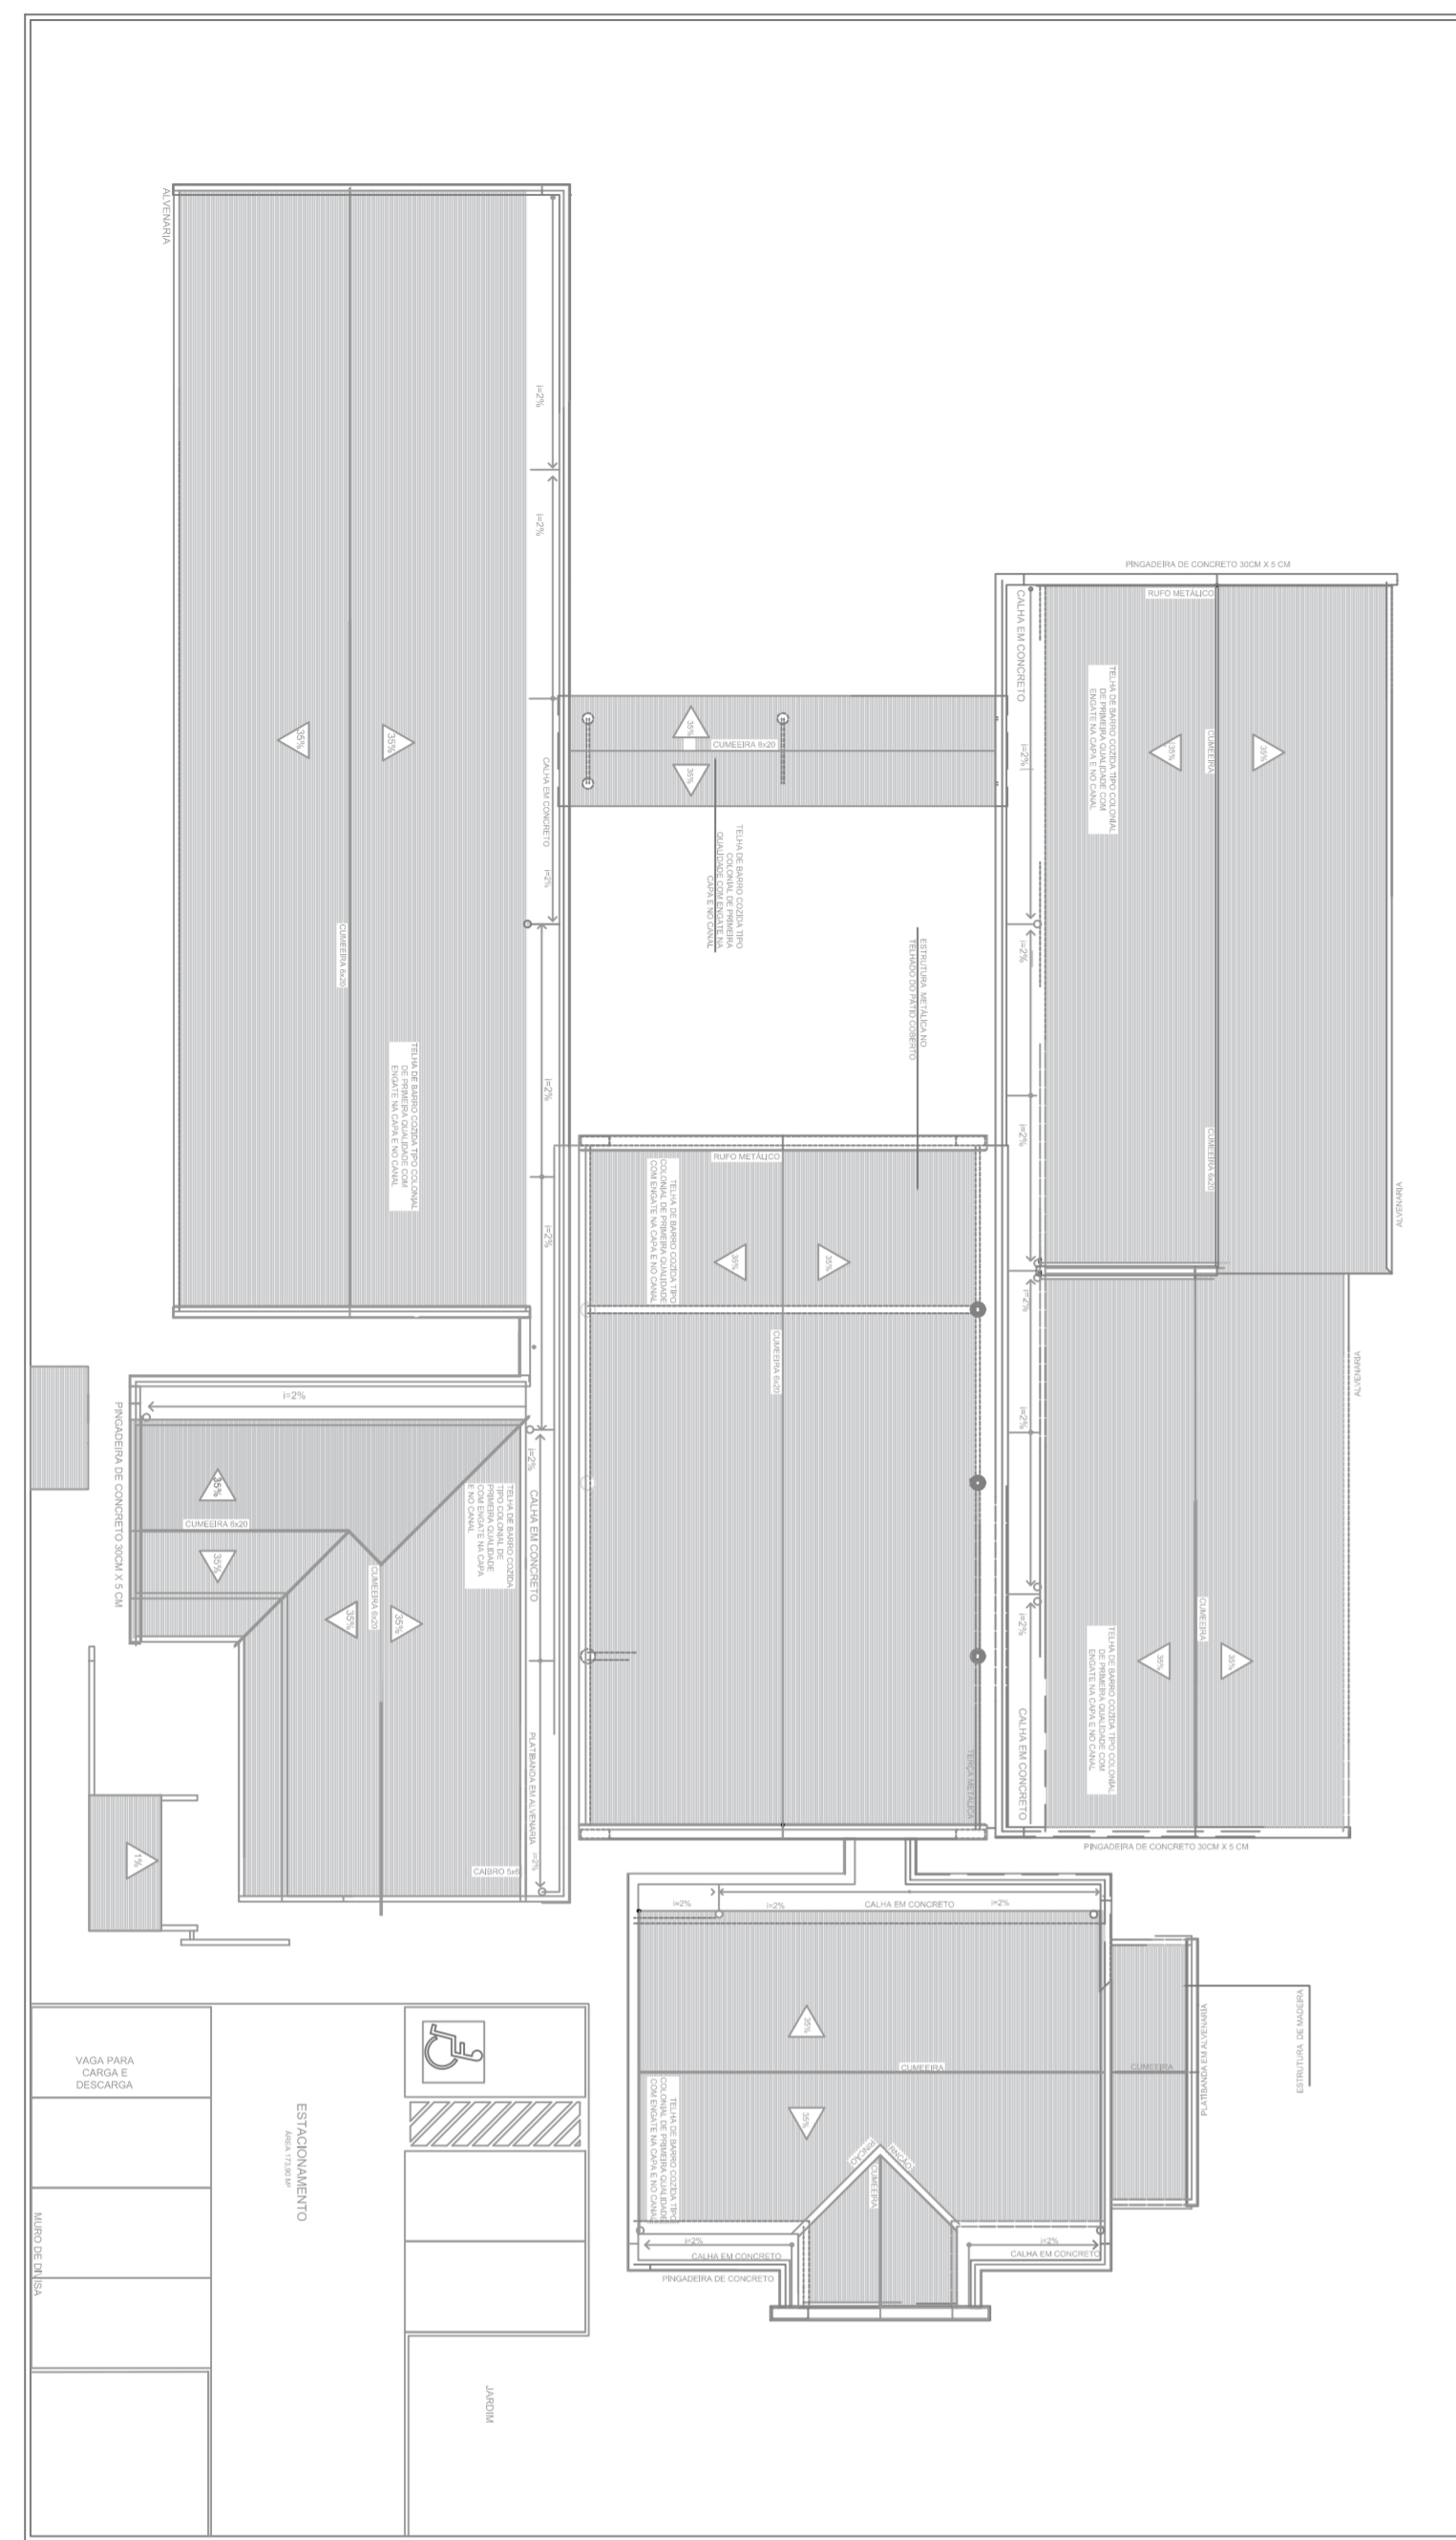 ALVENARIA
i=2%
i=2%
PINGADEIRA DE CONCRETO 30CM X 5 CM
RUFO METÁLICO
CALHA EM CONCRETO
TELHA DE BARRO COZIDA TIPO COLONIAL
DE PRIMEIRA QUALIDADE COM
ENGATE NA CAPA E NO CANAL
CUMEEIRA
35%
35%
i=2%
35%
35%
35%
CUMEEIRA 8x20
35%
CALHA EM CONCRETO
i=2%
TELHA DE BARRO COZIDA TIPO
COLONIAL DE PRIMEIRA
QUALIDADE COM ENGATE NA
CAPA E NO CANAL
ESTRUTURA METÁLICA NO
TELHADO DO PÁTIO COBERTO
i=2%
CUMEEIRA 6x20
TELHA DE BARRO COZIDA TIPO COLONIAL
DE PRIMEIRA QUALIDADE COM
ENGATE NA CAPA E NO CANAL
i=2%
i=2%
i=2%
CUMEEIRA 6x20
ALVENARIA
RUFO METÁLICO
TELHA DE BARRO COZIDA TIPO
COLONIAL DE PRIMEIRA QUALIDADE
COM ENGATE NA CAPA E NO CANAL
35%
35%
i=2%
CUMEEIRA 6x20
ALVENARIA
i=2%
i=2%
i=2%
PINGADEIRA DE CONCRETO 30CM X 5 CM
35%
CUMEEIRA 6x20
35%
TELHA DE BARRO COZIDA
TIPO COLONIAL DE
PRIMEIRA QUALIDADE
COM ENGATE NA CAPA
E NO CANAL
CALHA EM CONCRETO
CUMEEIRA 6x20
35%
35%
CUMEEIRA
i=2%
TELHA DE BARRO COZIDA TIPO COLONIAL
DE PRIMEIRA QUALIDADE COM
ENGATE NA CAPA E NO CANAL
35%
35%
CALHA EM CONCRETO
PLATIBANDA EM ALVENARIA
i=2%
TERÇA METÁLICA
PINGADEIRA DE CONCRETO 30CM X 5 CM
1%
CAIBRO 5x6
i=2%
i=2%
CALHA EM CONCRETO
i=2%
35%
CUMEEIRA
CUMEEIRA
PLATIBANDA EM ALVENARIA
ESTRUTURA DE MADEIRA
TELHA DE BARRO COZIDA TIPO
COLONIAL DE PRIMEIRA QUALIDADE
COM ENGATE NA CAPA E NO CANAL
35%
RINCÃO
RINCÃO
CUMEEIRA
i=2%
CALHA EM CONCRETO
i=2%
CALHA EM CONCRETO
PINGADEIRA DE CONCRETO
VAGA PARA
CARGA E
DESCARGA
ESTACIONAMENTO
ÁREA 173,90 M²
MURO DE DIVISA
JARDIM